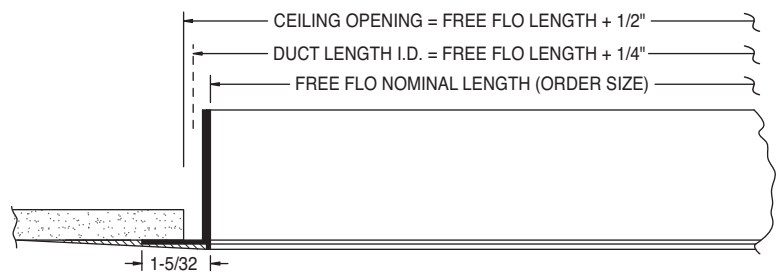 CEILING OPENING = FREE FLO LENGTH + 1/2"
DUCT LENGTH I.D. = FREE FLO LENGTH + 1/4"
FREE FLO NOMINAL LENGTH (ORDER SIZE)
1-5/32